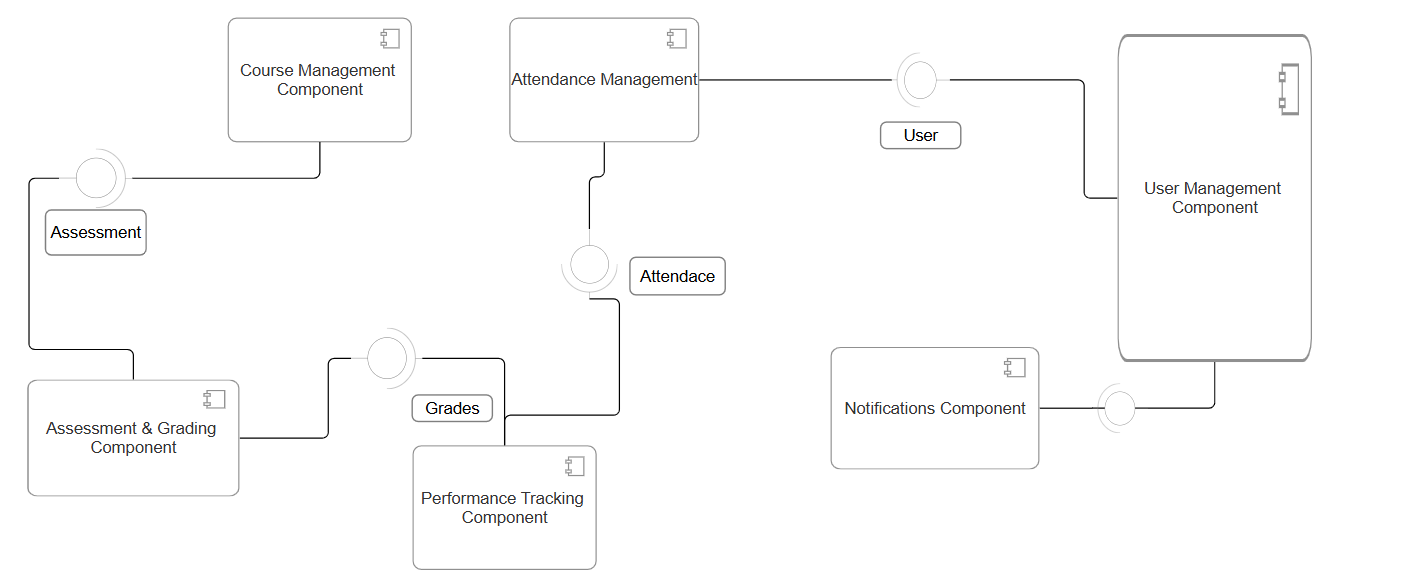 Course Management
Component
Attendance Management
User
User Management
Component
Assessment
Attendace
Grades
Notifications Component
Assessment & Grading
Component
Performance Tracking
Component